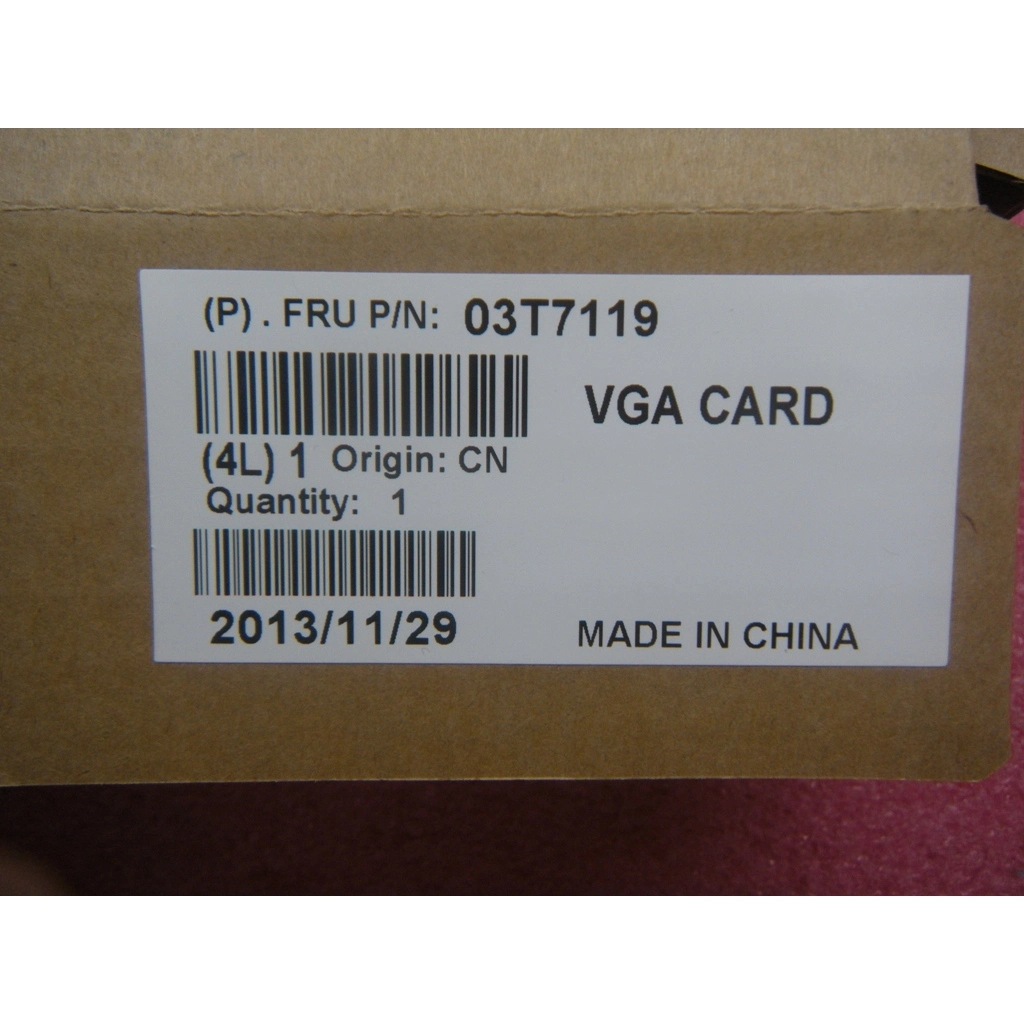 (P) . FRU P/N: 03T7119
VGA CARD
(4L) 1 Origin: CN
Quantity: 1
2013/11/29
MADE IN CHINA